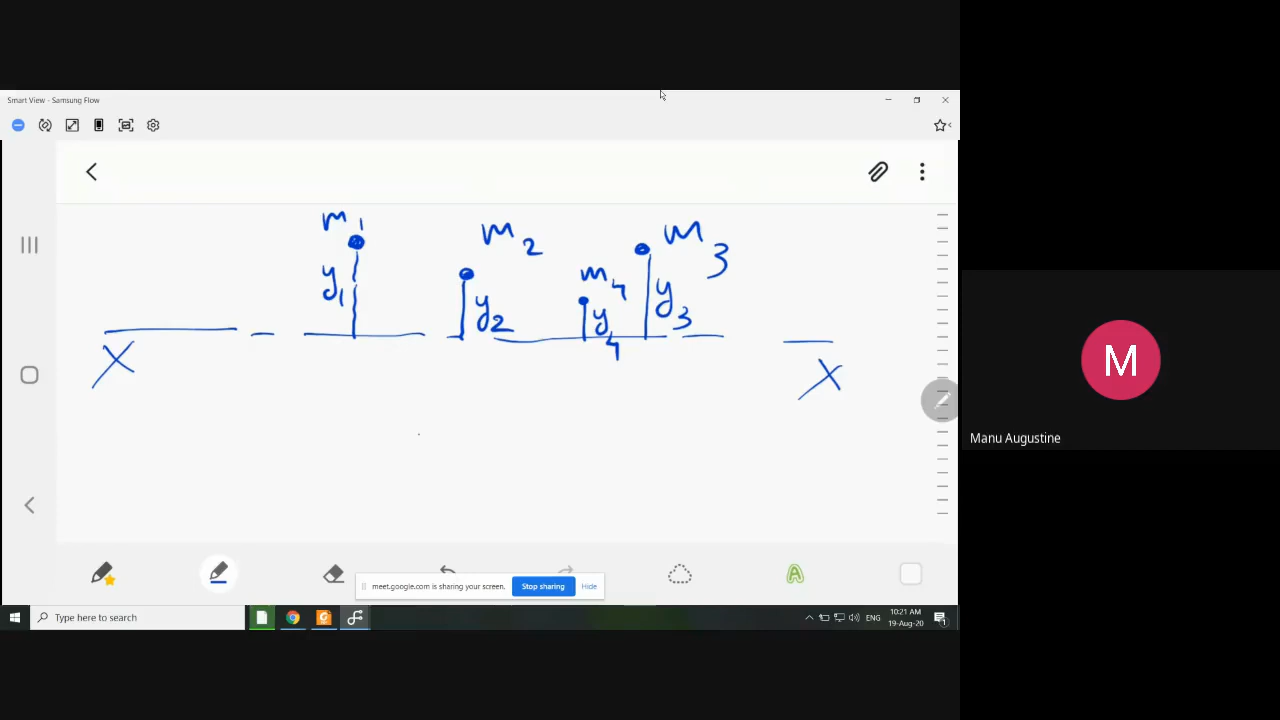 Smart View - Samsung Flow
m1
m2
m3
m4
y1
y2
y4
y3
X
X
M
Manu Augustine
meet.google.com is sharing your screen.
Stop sharing
Hide
Type here to search
ENG
10:21 AM
19-Aug-20
1